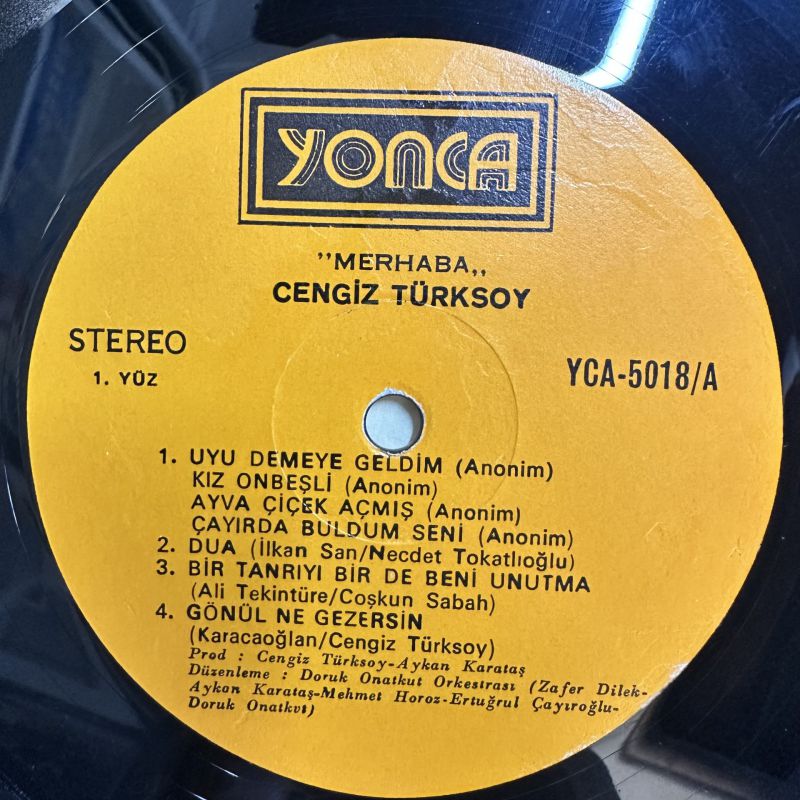 YONCA
"MERHABA„
CENGİZ TÜRKSOY
STEREO
1. YÜZ
YCA-5018/A
1. UYU DEMEYE GELDİM (Anonim)
KIZ ONBEŞLİ (Anonim)
AYVA ÇİÇEK AÇMIŞ (Anonim)
ÇAYIRDA BULDUM SENİ (Anonim)
2. DUA (İlkan San/Necdet Tokatlıoğlu)
3. BİR TANRIYI BİR DE BENİ UNUTMA
(Ali Tekintüre/Coşkun Sabah)
4. GÖNÜL NE GEZERSİN
(Karacaoğlan/Cengiz Türksoy)
Prod : Cengiz Türksoy-Aykan Karataş
Düzenleme : Doruk Onatkut Orkestrası (Zafer Dilek-
Aykan Karataş-Mehmet Horoz-Ertuğrul Çayıroğlu-
Doruk Onatkut)